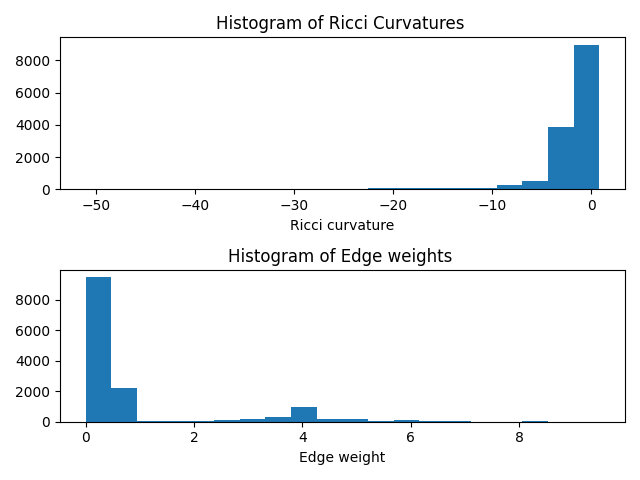 Histogram of Ricci Curvatures
8000
6000
4000
2000
0
−50 −40 −30 −20 −10 0
Ricci curvature
Histogram of Edge weights
8000
6000
4000
2000
0
0 2 4 6 8
Edge weight